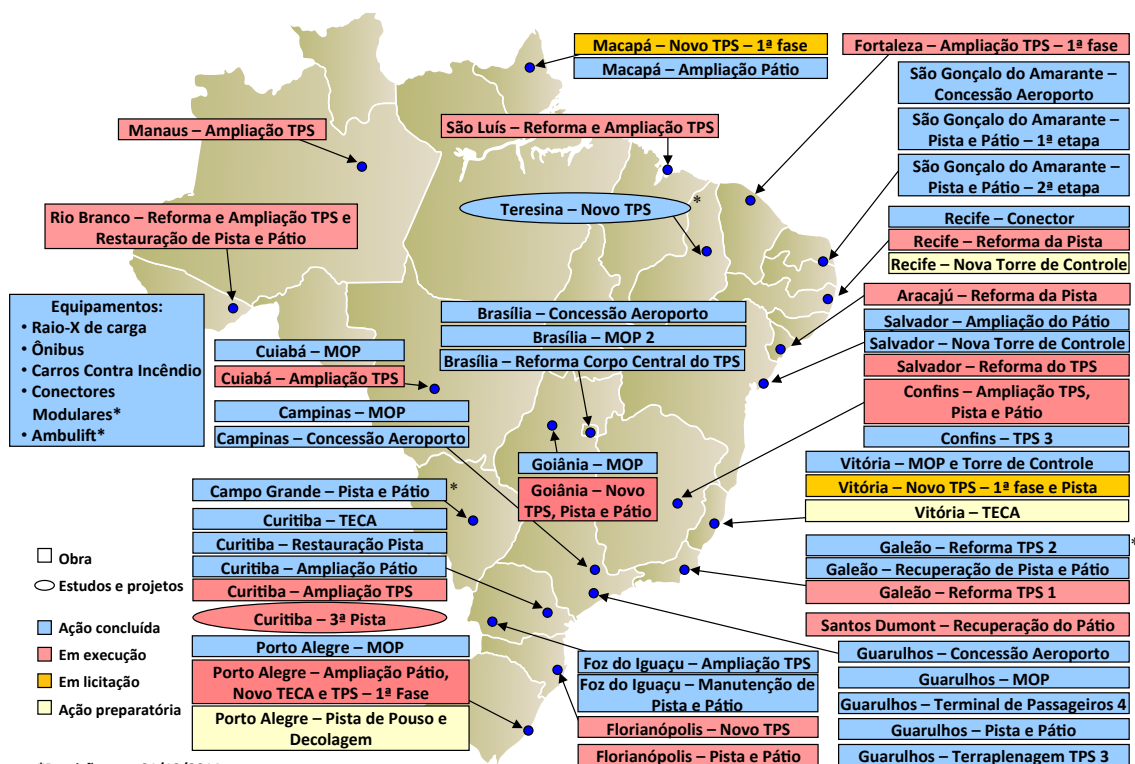 Macapá – Novo TPS – 1ª fase
Macapá – Ampliação Pátio
Fortaleza – Ampliação TPS – 1ª fase
São Gonçalo do Amarante –
Concessão Aeroporto
São Gonçalo do Amarante –
Pista e Pátio – 1ª etapa
São Gonçalo do Amarante –
Pista e Pátio – 2ª etapa
Manaus – Ampliação TPS
São Luís – Reforma e Ampliação TPS
Teresina – Novo TPS
*
Rio Branco – Reforma e Ampliação TPS e
Restauração de Pista e Pátio
Recife – Conector
Recife – Reforma da Pista
Recife – Nova Torre de Controle
Equipamentos:
• Raio-X de carga
• Ônibus
• Carros Contra Incêndio
• Conectores
Modulares*
• Ambulift*
Brasília – Concessão Aeroporto
Brasília – MOP 2
Brasília – Reforma Corpo Central do TPS
Aracajú – Reforma da Pista
Salvador – Ampliação do Pátio
Salvador – Nova Torre de Controle
Salvador – Reforma do TPS
Cuiabá – MOP
Cuiabá – Ampliação TPS
Campinas – MOP
Campinas – Concessão Aeroporto
Confins – Ampliação TPS,
Pista e Pátio
Confins – TPS 3
Goiânia – MOP
Goiânia – Novo
TPS, Pista e Pátio
Vitória – MOP e Torre de Controle
Vitória – Novo TPS – 1ª fase e Pista
Vitória – TECA
Campo Grande – Pista e Pátio
*
Curitiba – TECA
Curitiba – Restauração Pista
Curitiba – Ampliação Pátio
Curitiba – Ampliação TPS
Curitiba – 3ª Pista
Galeão – Reforma TPS 2
*
Galeão – Recuperação de Pista e Pátio
Galeão – Reforma TPS 1
Santos Dumont – Recuperação do Pátio
Obra
Estudos e projetos
Ação concluída
Em execução
Em licitação
Ação preparatória
Porto Alegre – MOP
Porto Alegre – Ampliação Pátio,
Novo TECA e TPS – 1ª Fase
Porto Alegre – Pista de Pouso e
Decolagem
Foz do Iguaçu – Ampliação TPS
Foz do Iguaçu – Manutenção de
Pista e Pátio
Florianópolis – Novo TPS
Florianópolis – Pista e Pátio
Guarulhos – Concessão Aeroporto
Guarulhos – MOP
Guarulhos – Terminal de Passageiros 4
Guarulhos – Pista e Pátio
Guarulhos – Terraplenagem TPS 3